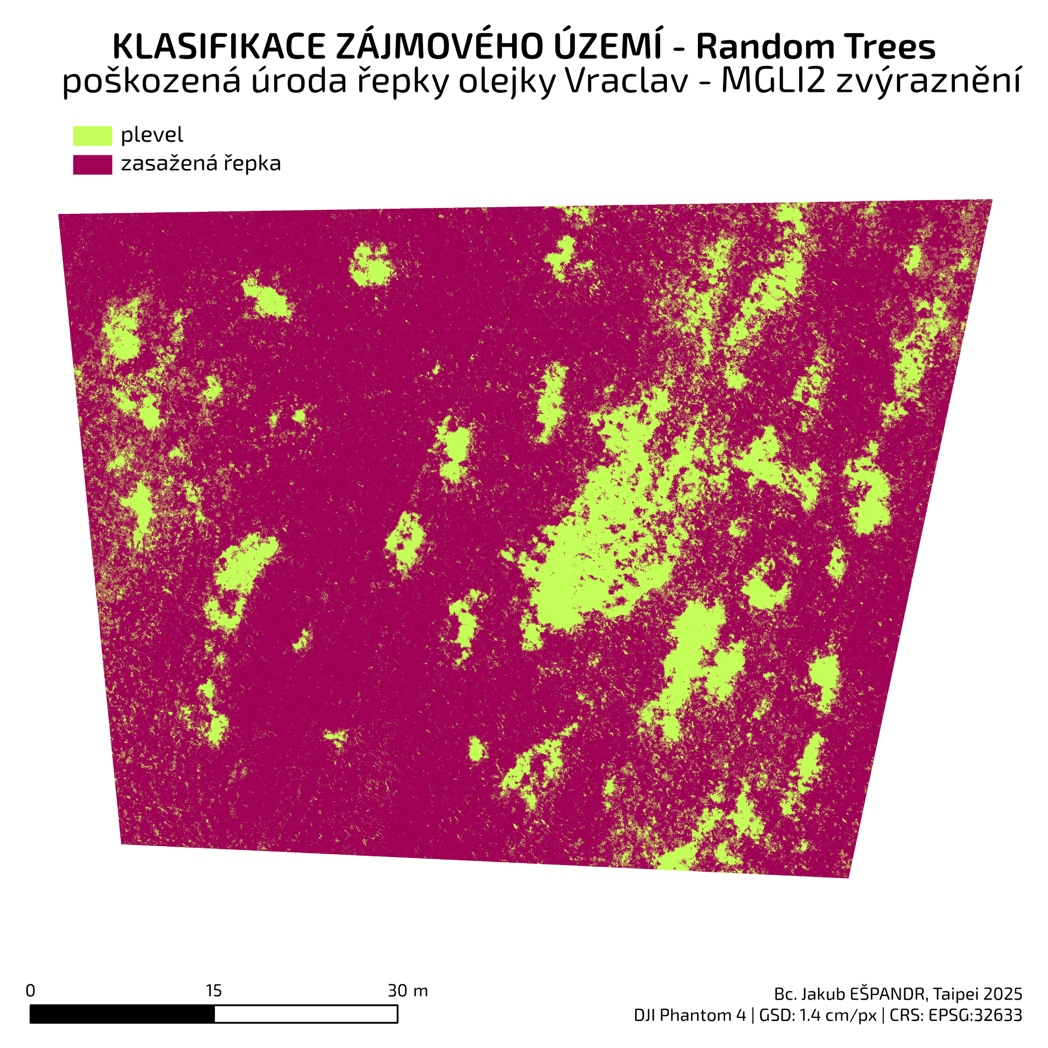 KLASIFIKACE ZÁJMOVÉHO ÚZEMÍ - Random Trees
poškozená úroda řepky olejky Vraclav - MGLI2 zvýraznění
plevel
zasažená řepka
0 15 30 m
Bc. Jakub EŠPANDR, Taipei 2025
DJI Phantom 4 | GSD: 1.4 cm/px | CRS: EPSG:32633